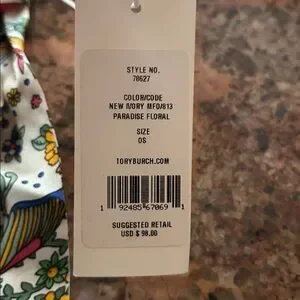 STYLE NO.
78627
COLOR/CODE
NEW IVORY MFO/813
PARADISE FLORAL
SIZE
OS
TORYBURCH.COM
1 92485 67069 1
SUGGESTED RETAIL
USD $ 98.00